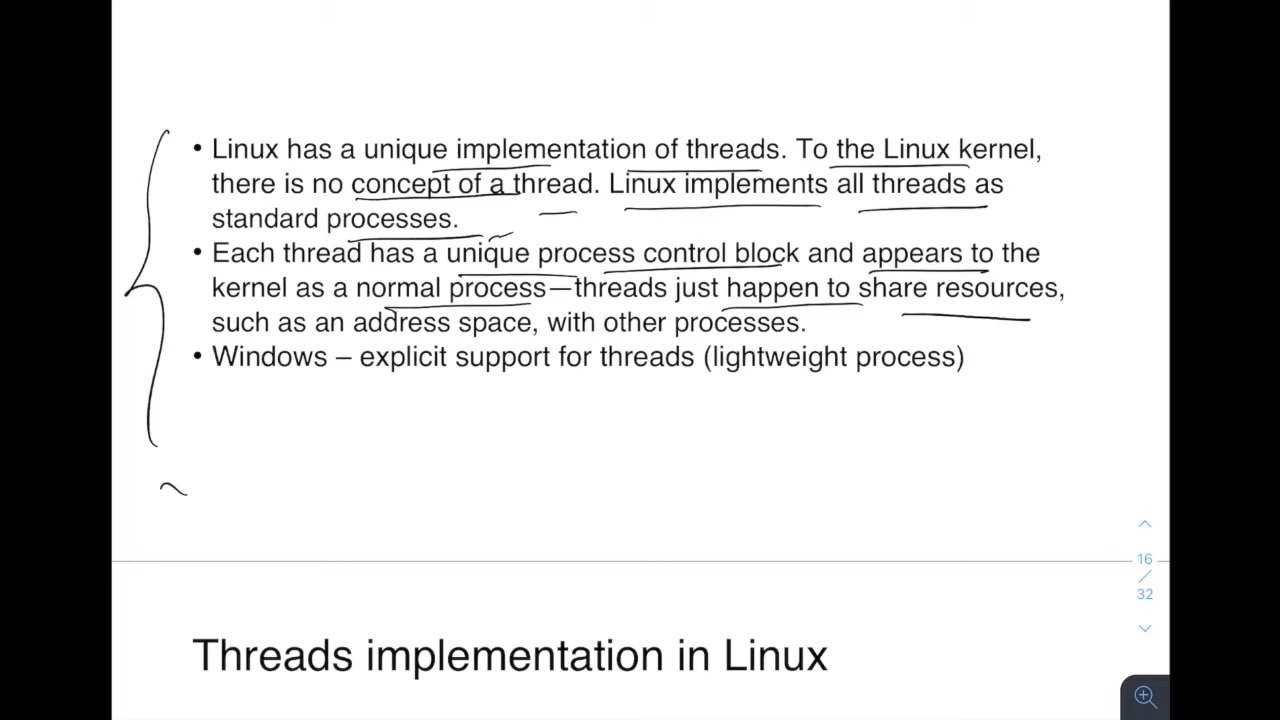 • Linux has a unique implementation of threads. To the Linux kernel,
there is no concept of a thread. Linux implements all threads as
standard processes.
• Each thread has a unique process control block and appears to the
kernel as a normal process—threads just happen to share resources,
such as an address space, with other processes.
• Windows – explicit support for threads (lightweight process)
16
/
32
Threads implementation in Linux